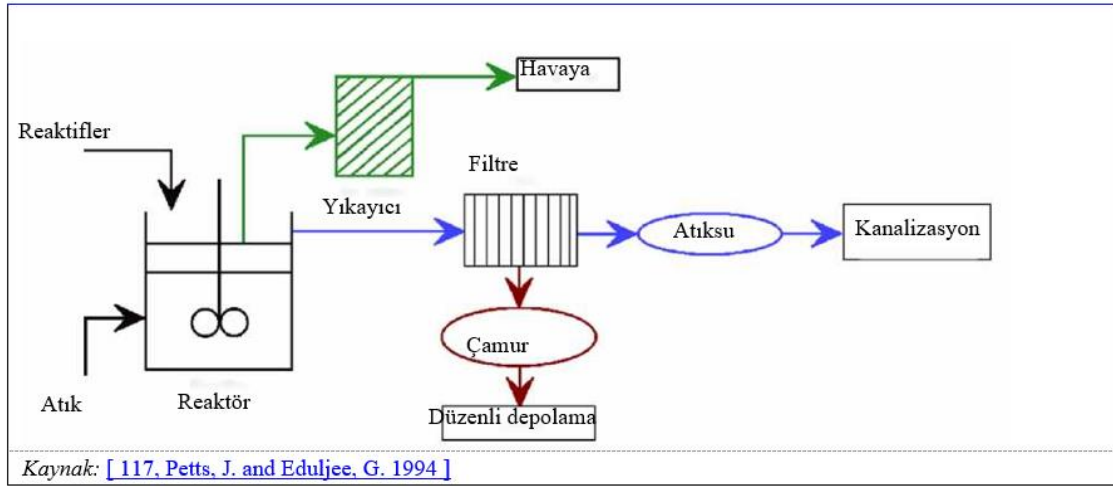 Havaya
Reaktifler
Filtre
Yıkayıcı
Atıksu
Kanalizasyon
Çamur
Atık
Reaktör
Düzenli depolama
Kaynak: [ 117, Petts, J. and Eduljee, G. 1994 ]